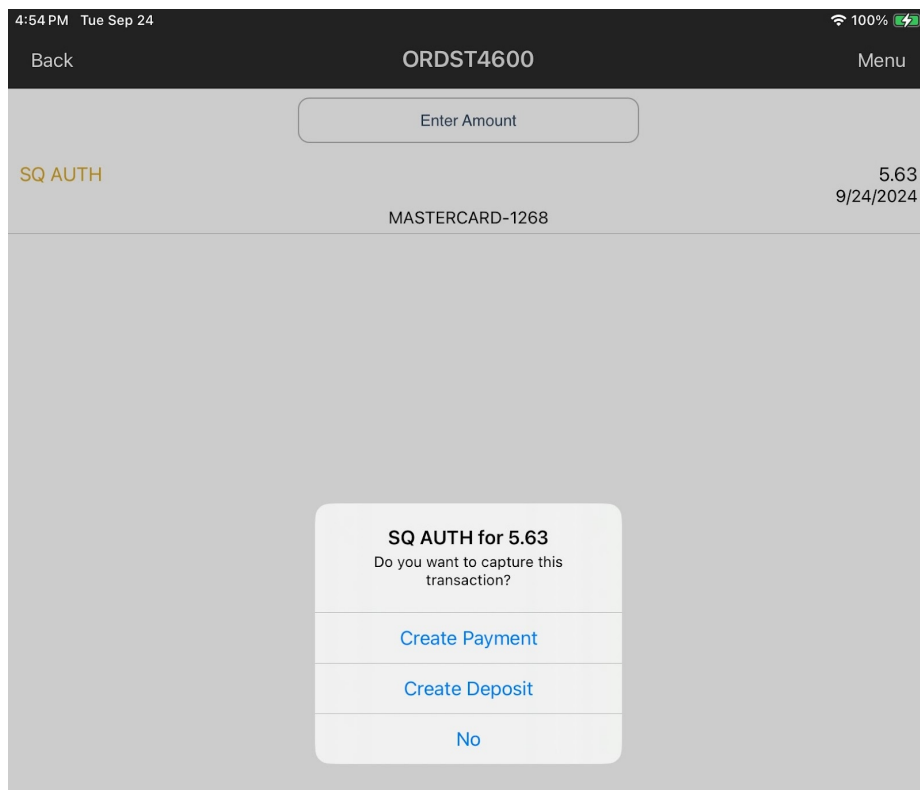 4:54 PM Tue Sep 24
100%
Back
ORDST4600
Menu
Enter Amount
SQ AUTH
5.63
9/24/2024
MASTERCARD-1268
SQ AUTH for 5.63
Do you want to capture this
transaction?
Create Payment
Create Deposit
No